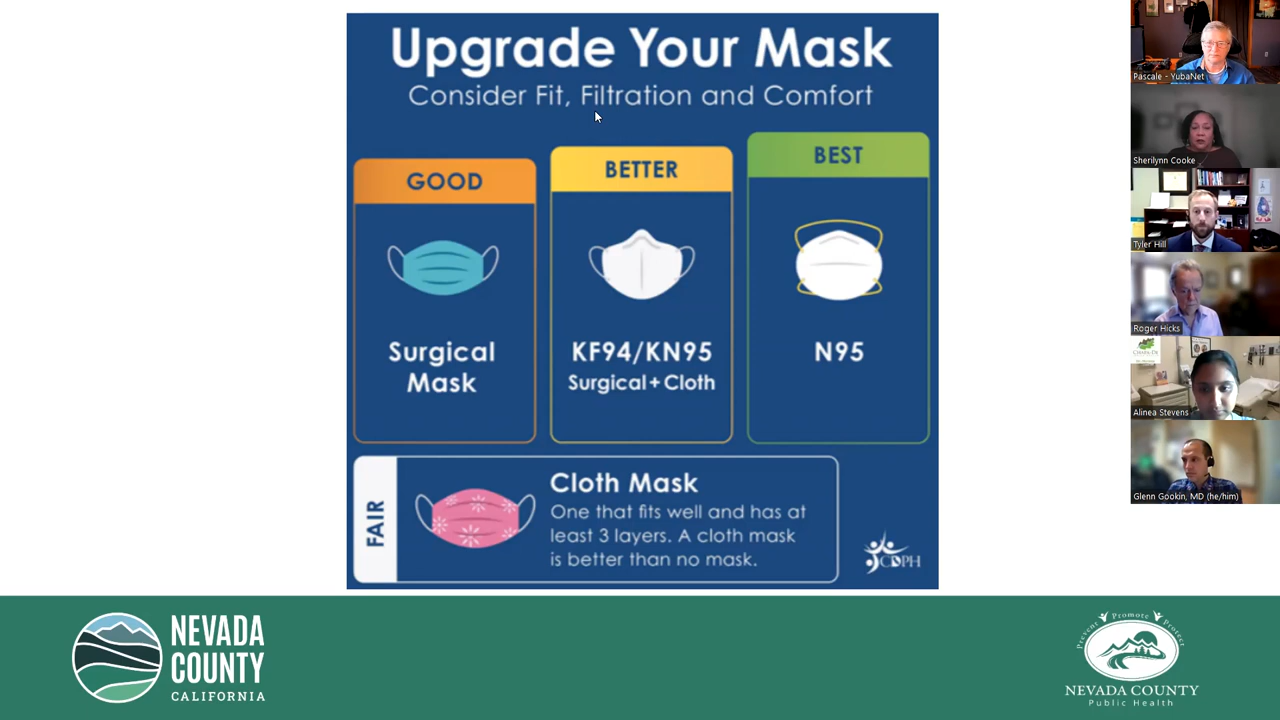 Upgrade Your Mask
Consider Fit, Filtration and Comfort
GOOD
Surgical
Mask
BETTER
KF94/KN95
Surgical + Cloth
BEST
N95
FAIR
Cloth Mask
One that fits well and has at
least 3 layers. A cloth mask
is better than no mask.
CDPH
Pascale - YubaNet
Sherilynn Cooke
Tyler Hill
Roger Hicks
Alinea Stevens
Glenn Gookin, MD (he/him)
NEVADA
COUNTY
CALIFORNIA
Prevent • Promote • Protect
NEVADA COUNTY
Public Health